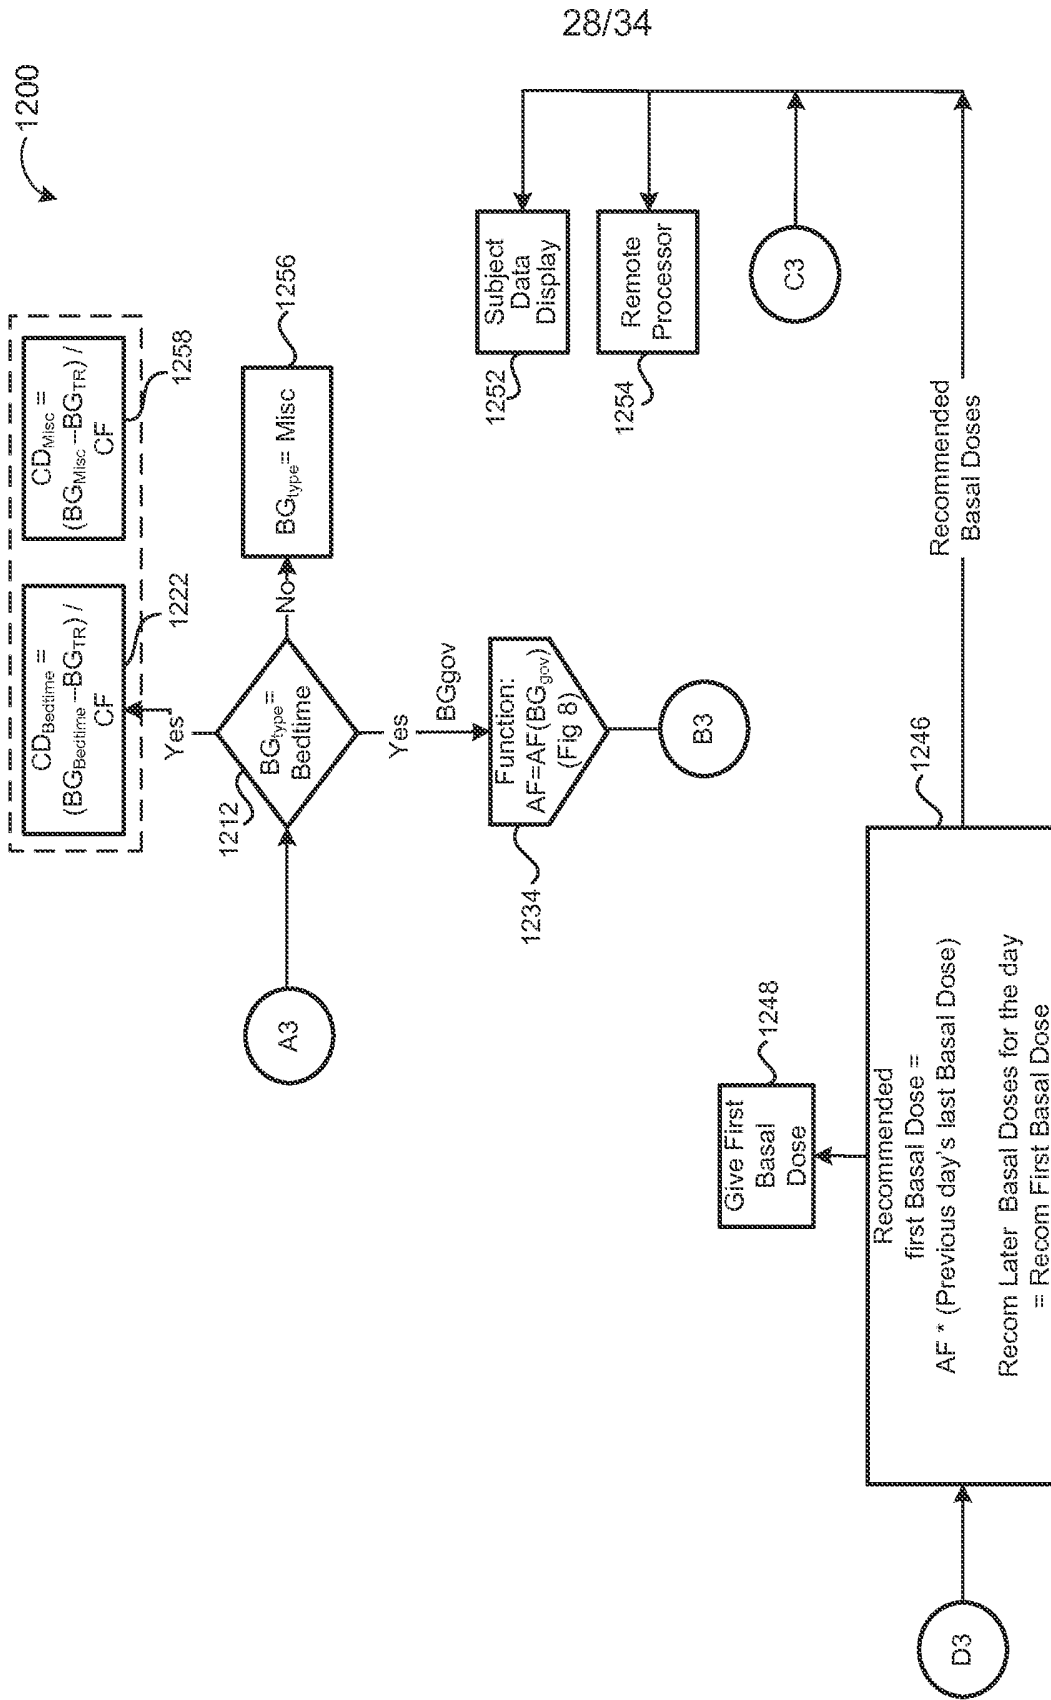 28/34
1200
CD_Bedtime =
(BG_Bedtime –BG_TR) /
CF
1222
CD_Misc =
(BG_Misc –BG_TR) /
CF
1258
A3
1212
BG_type=
Bedtime
Yes
No
BG_type= Misc
1256
Yes
BGgov
Function:
AF=AF(BG_gov)
(Fig 8)
1234
B3
Subject
Data
Display
1252
Remote
Processor
1254
C3
Give First
Basal
Dose
1248
D3
Recommended
first Basal Dose =
AF * (Previous day's last Basal Dose)
Recom Later Basal Doses for the day
= Recom First Basal Dose
1246
Recommended
Basal Doses